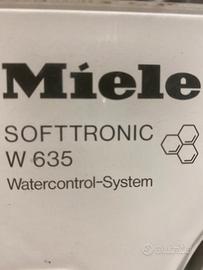 Miele
SOFTTRONIC
W 635
Watercontrol-System